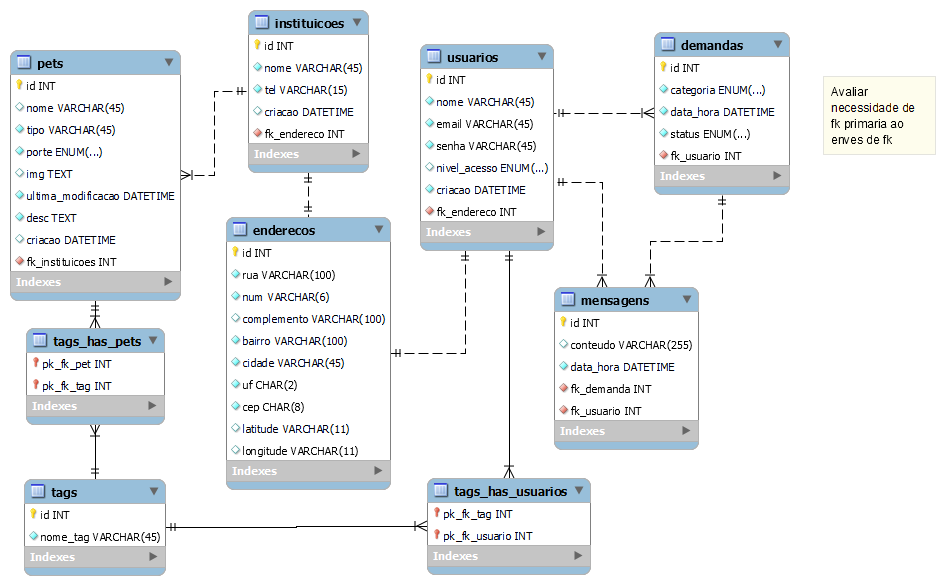 instituicoes
id INT
nome VARCHAR(45)
tel VARCHAR(15)
criacao DATETIME
fk_endereco INT
Indexes
pets
id INT
nome VARCHAR(45)
tipo VARCHAR(45)
porte ENUM(...)
img TEXT
ultima_modificacao DATETIME
desc TEXT
criacao DATETIME
fk_instituicoes INT
Indexes
usuarios
id INT
nome VARCHAR(45)
email VARCHAR(45)
senha VARCHAR(45)
nivel_acesso ENUM(...)
criacao DATETIME
fk_endereco INT
Indexes
demandas
id INT
categoria ENUM(...)
data_hora DATETIME
status ENUM(...)
fk_usuario INT
Indexes
Avaliar
necessidade de
fk primaria ao
enves de fk
enderecos
id INT
rua VARCHAR(100)
num VARCHAR(6)
complemento VARCHAR(100)
bairro VARCHAR(100)
cidade VARCHAR(45)
uf CHAR(2)
cep CHAR(8)
latitude VARCHAR(11)
longitude VARCHAR(11)
Indexes
mensagens
id INT
conteudo VARCHAR(255)
data_hora DATETIME
fk_demanda INT
fk_usuario INT
Indexes
tags_has_pets
pk_fk_pet INT
pk_fk_tag INT
Indexes
tags
id INT
nome_tag VARCHAR(45)
Indexes
tags_has_usuarios
pk_fk_tag INT
pk_fk_usuario INT
Indexes